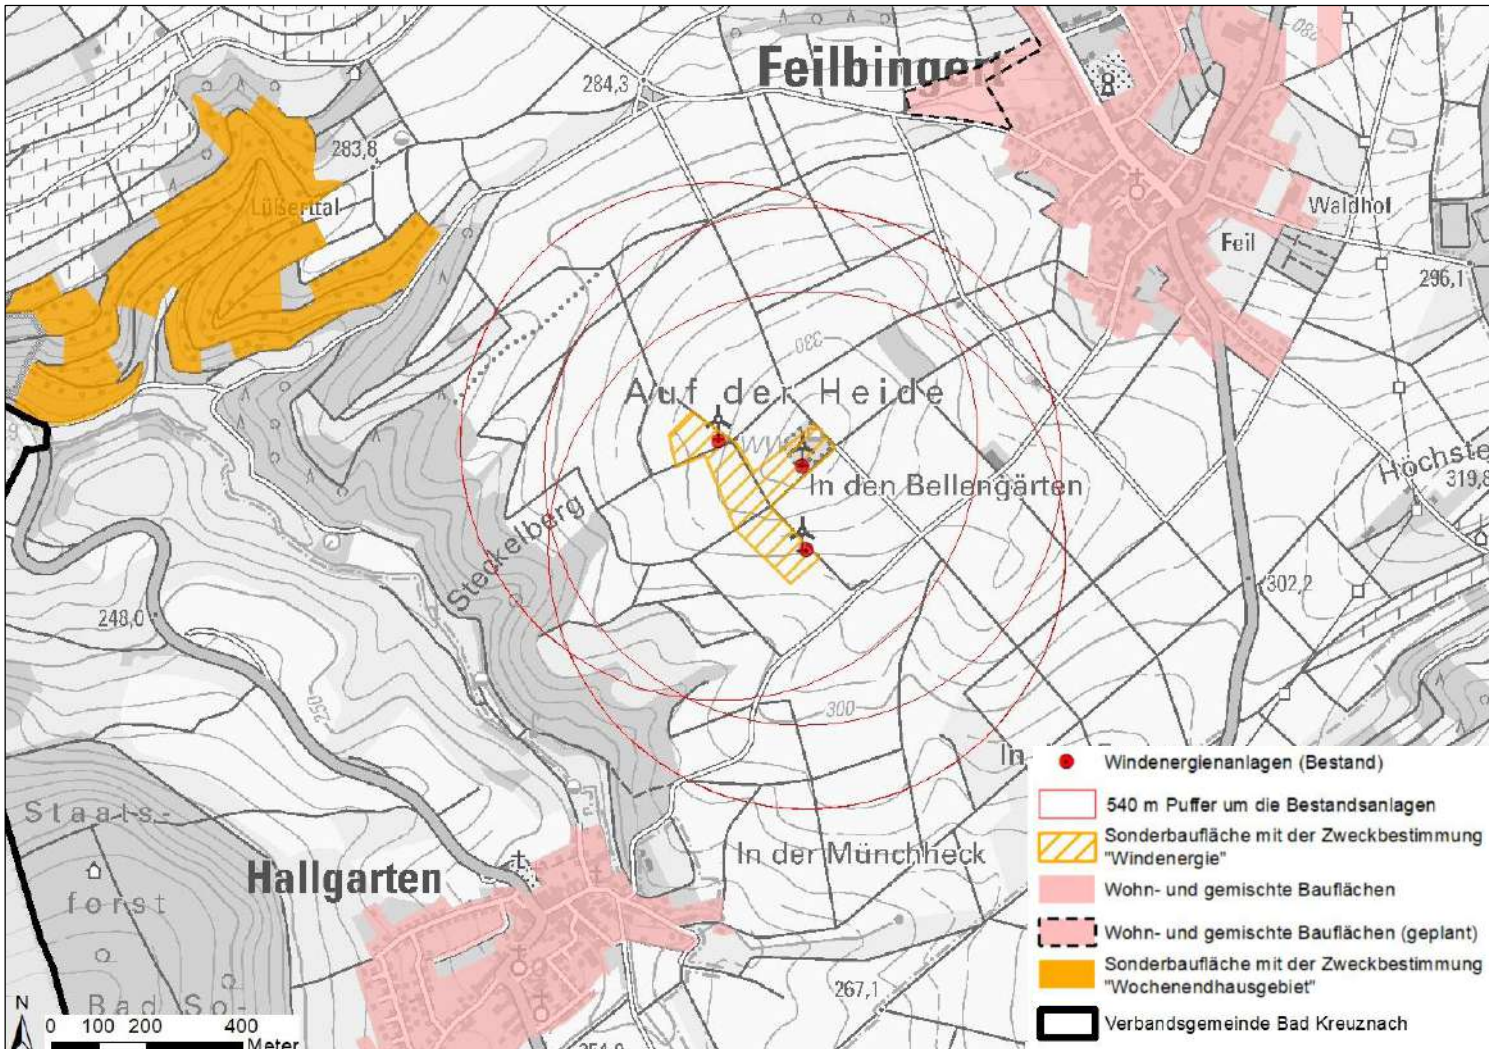 Feilbingert
284,3
283,8
Lüßerttal
Waldhof
Feil
296,1
330
Auf der Heide
In den Bellengärten
Höchste
319,8
Steckelberg
302,2
248,0
250
300
In
Staats-
forst
Bad So-
Hallgarten
In der Münchheck
267,1
Windenergienanlagen (Bestand)
540 m Puffer um die Bestandsanlagen
Sonderbaufläche mit der Zweckbestimmung
"Windenergie"
Wohn- und gemischte Bauflächen
Wohn- und gemischte Bauflächen (geplant)
Sonderbaufläche mit der Zweckbestimmung
"Wochenendhausgebiet"
Verbandsgemeinde Bad Kreuznach
N
0 100 200 400
Meter